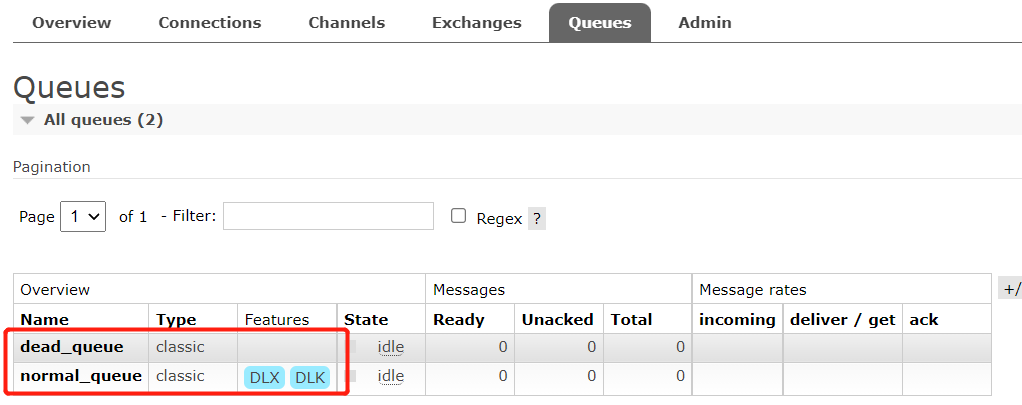 Overview Connections Channels Exchanges Queues Admin
Queues
All queues (2)
Pagination
Page 1 of 1 - Filter: Regex ?
Overview Messages Message rates +/
Name Type Features State Ready Unacked Total incoming deliver / get ack
dead_queue classic idle 0 0 0
normal_queue classic DLX DLK idle 0 0 0